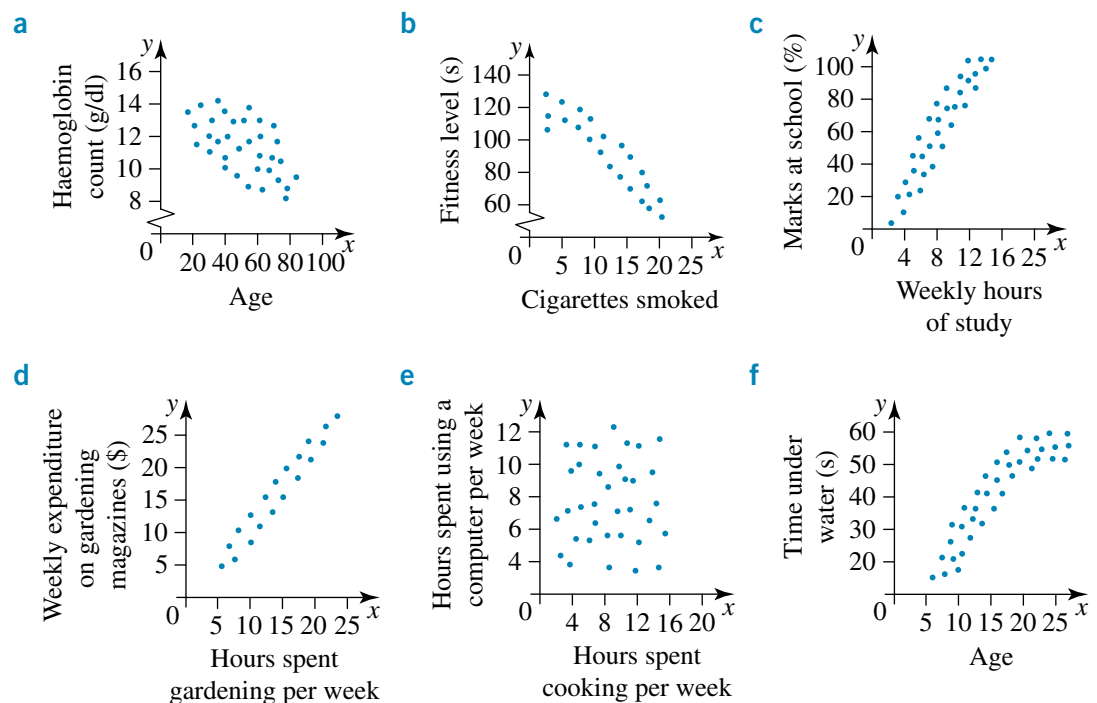 a
y
16
14
12
10
8
0
20 40 60 80 100
x
Haemoglobin
count (g/dl)
Age
b
y
140
120
100
80
60
0
5 10 15 20 25
x
Fitness level (s)
Cigarettes smoked
c
y
100
80
60
40
20
0
4 8 12 16 25
x
Marks at school (%)
Weekly hours
of study
d
y
25
20
15
10
5
0
5 10 15 20 25
x
Weekly expenditure
on gardening
magazines ($)
Hours spent
gardening per week
e
y
12
10
8
6
4
0
4 8 12 16 20
x
Hours spent using a
computer per week
Hours spent
cooking per week
f
y
60
50
40
30
20
0
5 10 15 20 25
x
Time under
water (s)
Age